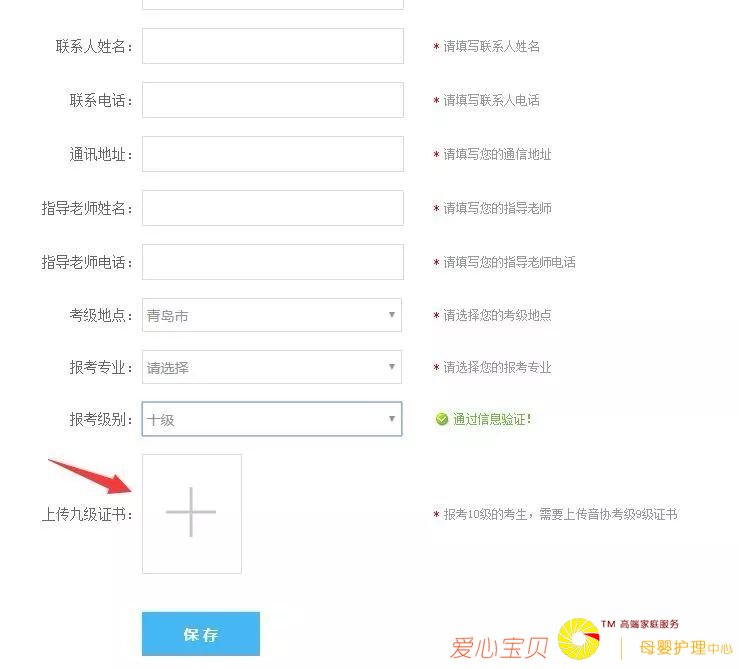 联系人姓名： * 请填写联系人姓名
联系电话： * 请填写联系人电话
通讯地址： * 请填写您的通信地址
指导老师姓名： * 请填写您的指导老师
指导老师电话： * 请填写您的指导老师电话
考级地点： 青岛市 * 请选择您的考级地点
报考专业： 请选择 * 请选择您的报考专业
报考级别： 十级 通过信息验证！
上传九级证书： * 报考10级的考生，需要上传音协考级9级证书
保存
爱心宝贝 TM 高端家庭服务
母婴护理中心